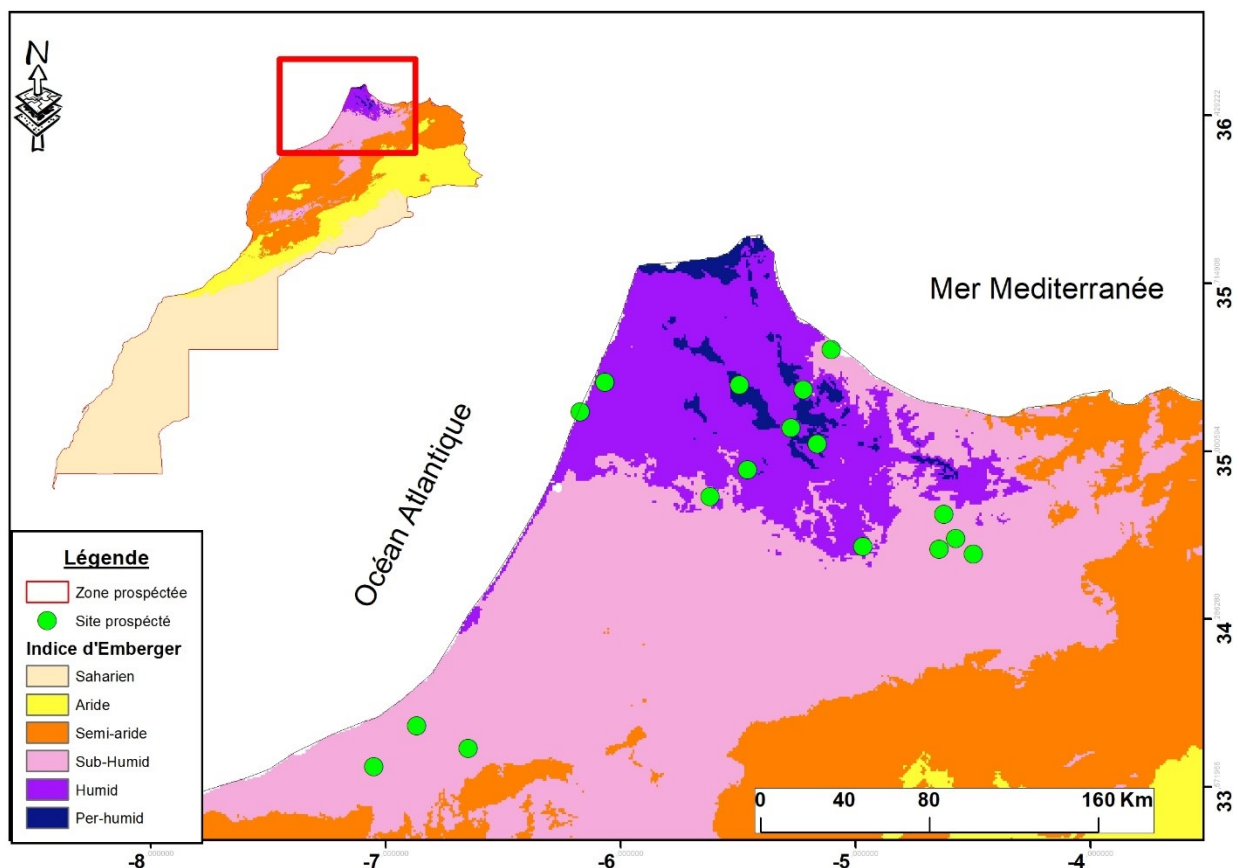 N
Mer Mediterranée
Océan Atlantique
Légende
Zone prospéctée
Site prospécté
Indice d'Emberger
Saharien
Aride
Semi-aride
Sub-Humid
Humid
Per-humid
0 40 80 160 Km
36
35
35
34
33
-8 -7 -6 -5 -4